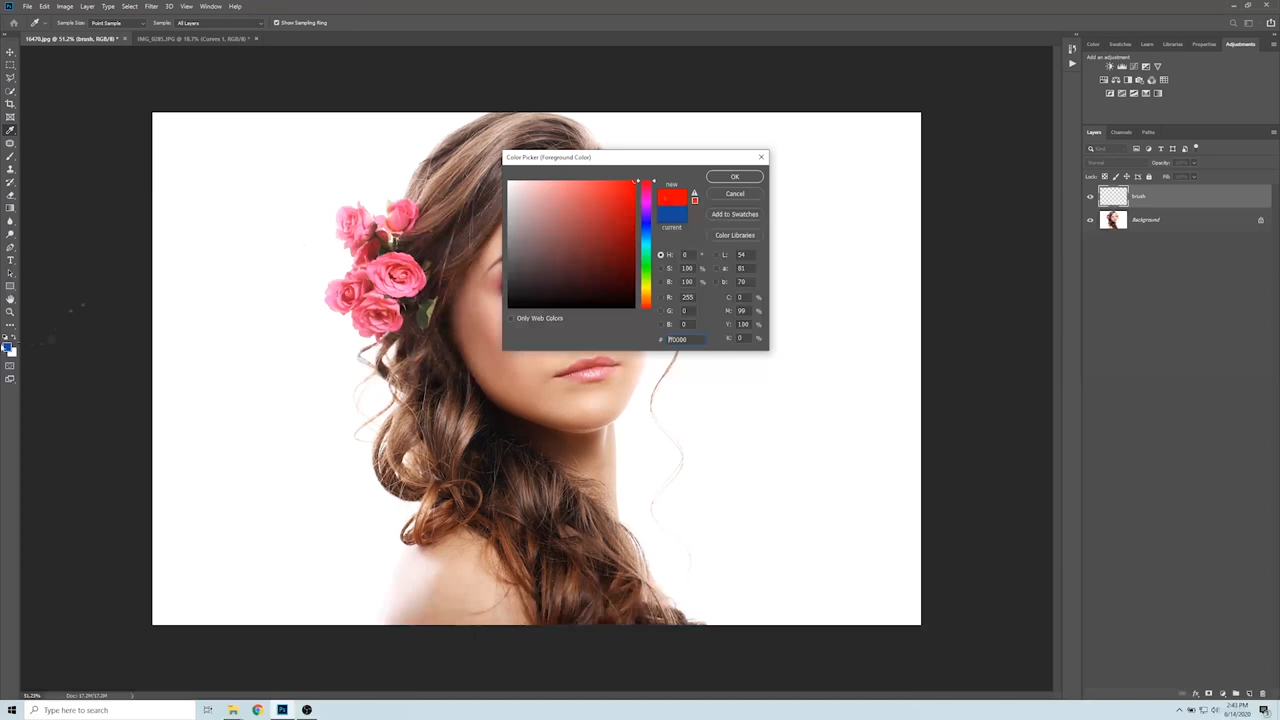 File Edit Image Layer Type Select Filter 3D View Window Help
Sample Size: Point Sample Sample: All Layers Show Sampling Ring
16470.jpg @ 51.2% (brush, RGB/8) * × IMG_0285.JPG @ 18.7% (Curves 1, RGB/8) * ×
Color Swatches Learn Libraries Properties Adjustments
Add an adjustment
Layers Channels Paths
Kind
Normal Opacity:
Lock: Fill:
brush
Background
Color Picker (Foreground Color)
new
current
OK
Cancel
Add to Swatches
Color Libraries
H: 0 °
S: 100 %
B: 100 %
R: 255
G: 0
B: 0
# ff0000
L: 54
a: 81
b: 70
C: 0 %
M: 99 %
Y: 100 %
K: 0 %
Only Web Colors
51.23% Doc: 17.2M/17.2M
Type here to search
2:43 PM
6/14/2020